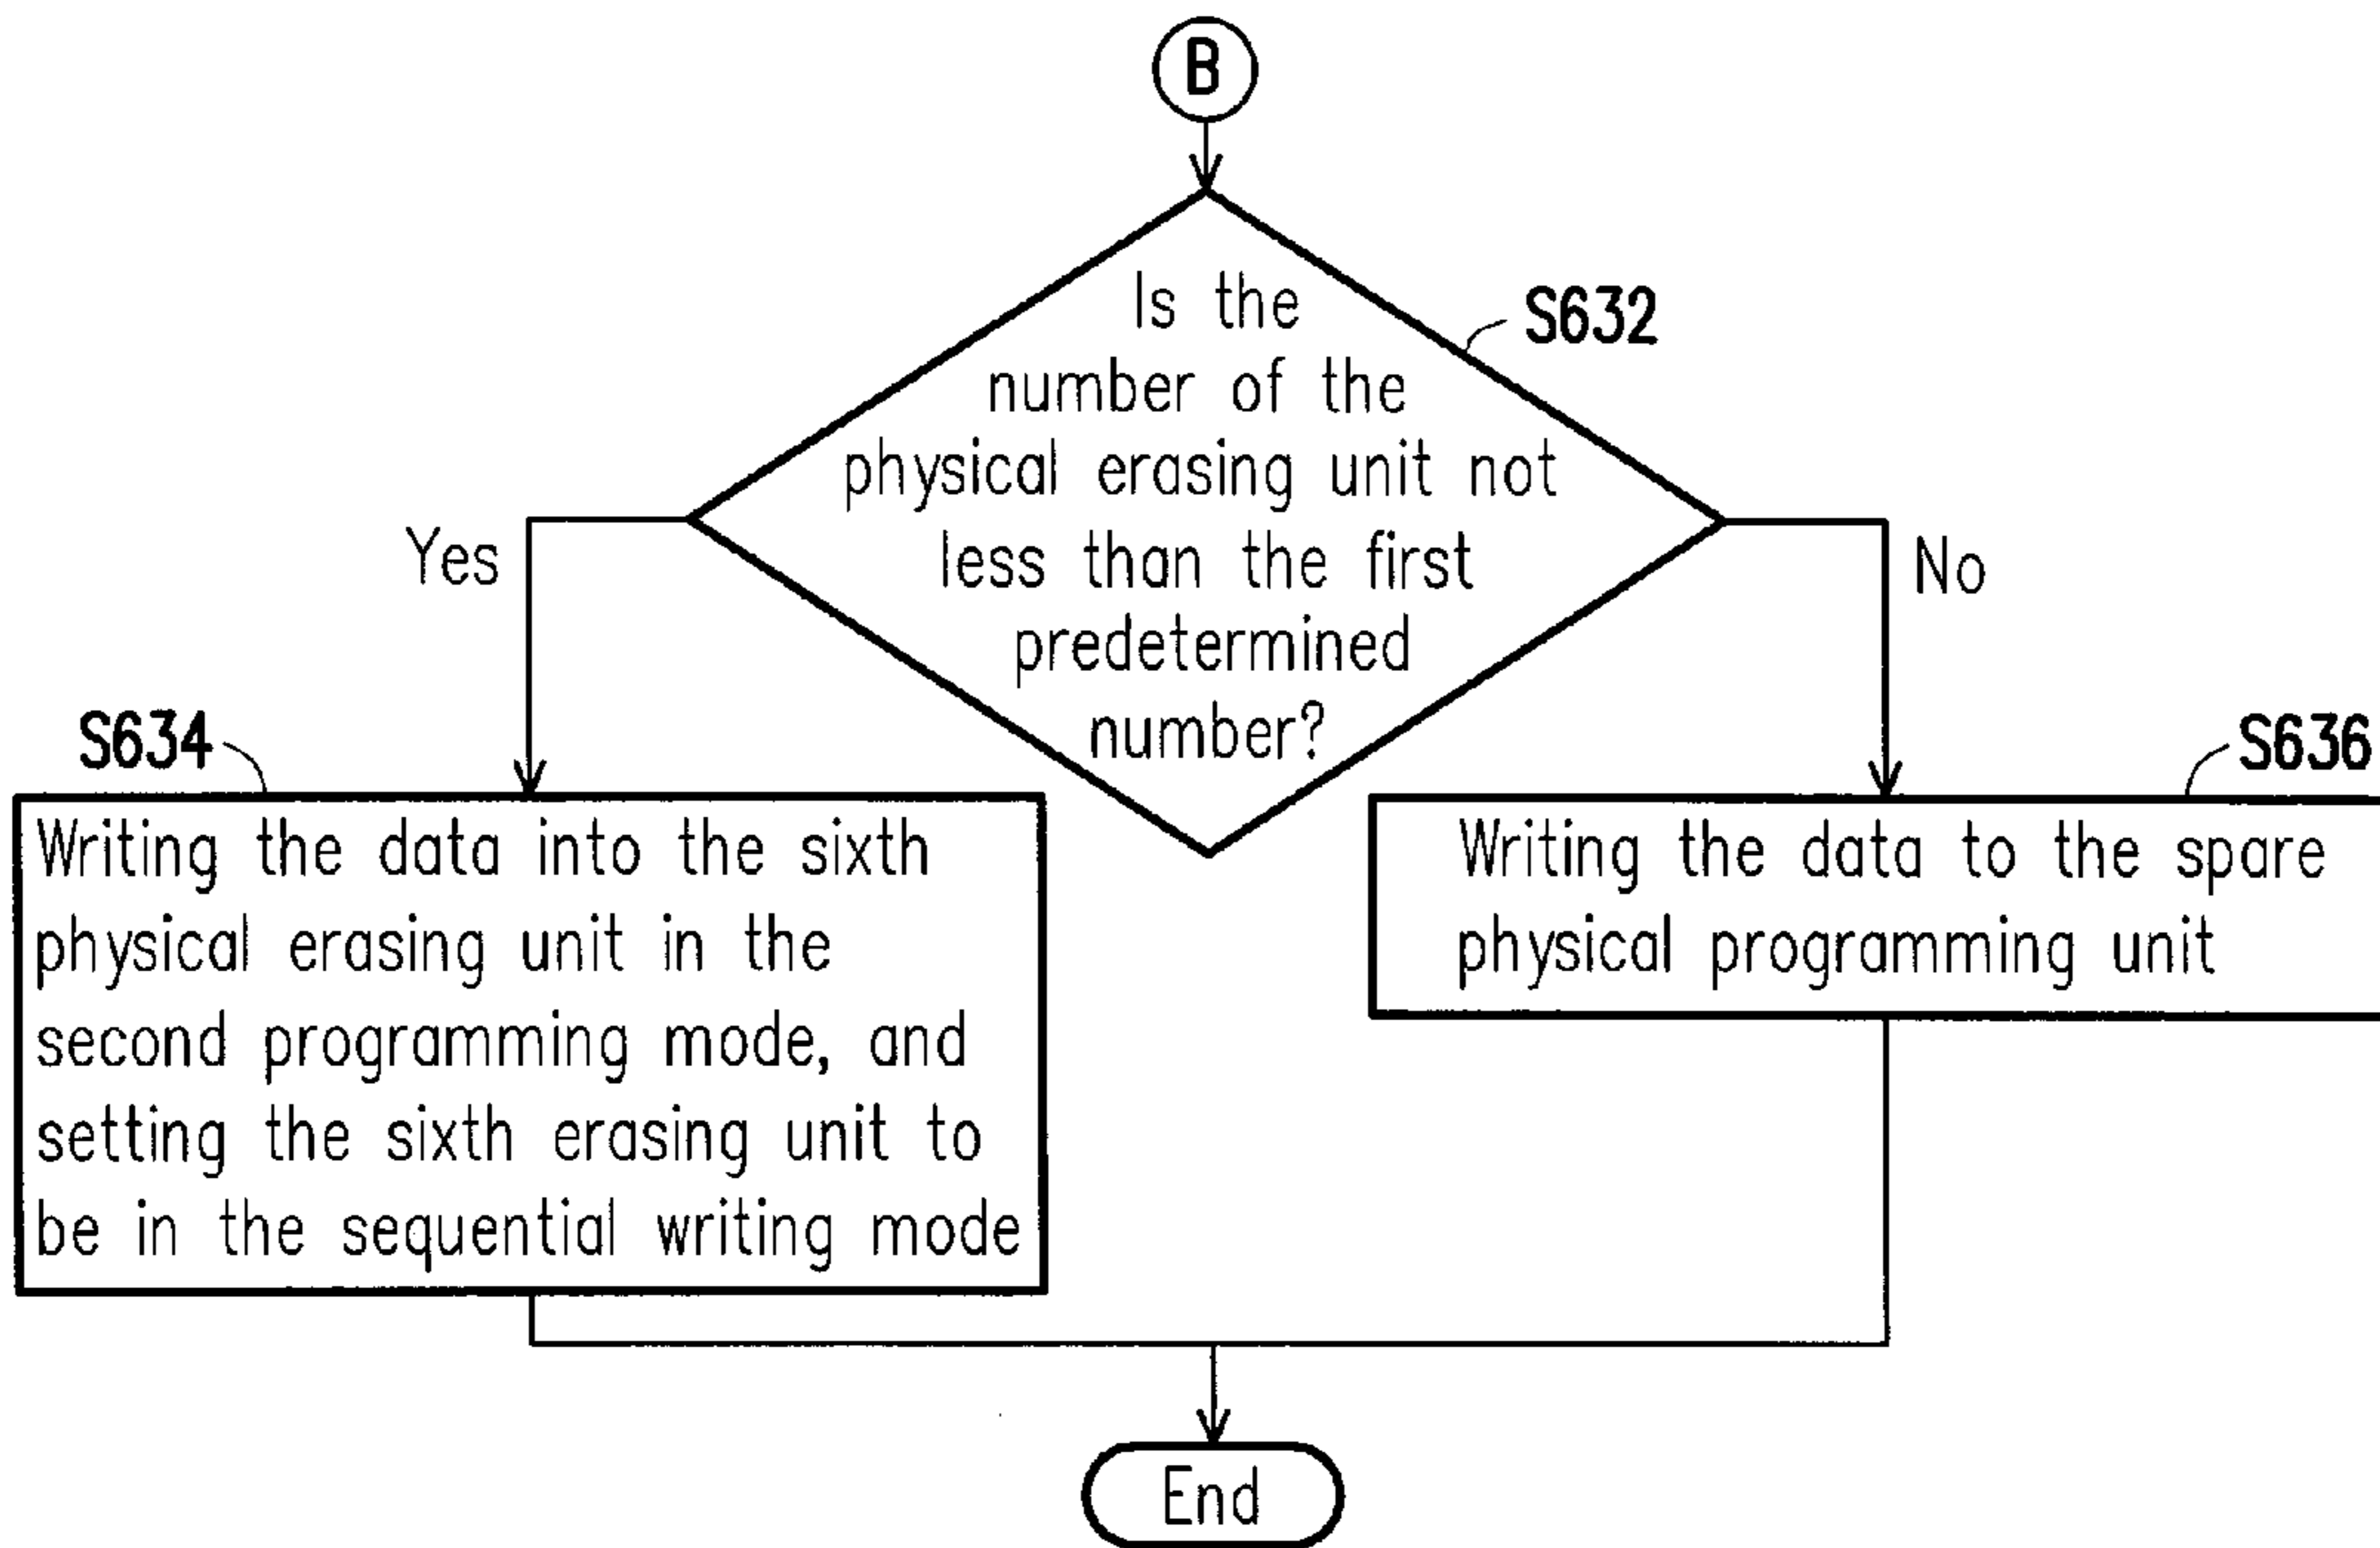 B
Is the
number of the
physical erasing unit not
less than the first
predetermined
number?
S632
Yes
No
S634
Writing the data into the sixth
physical erasing unit in the
second programming mode, and
setting the sixth erasing unit to
be in the sequential writing mode
S636
Writing the data to the spare
physical programming unit
End